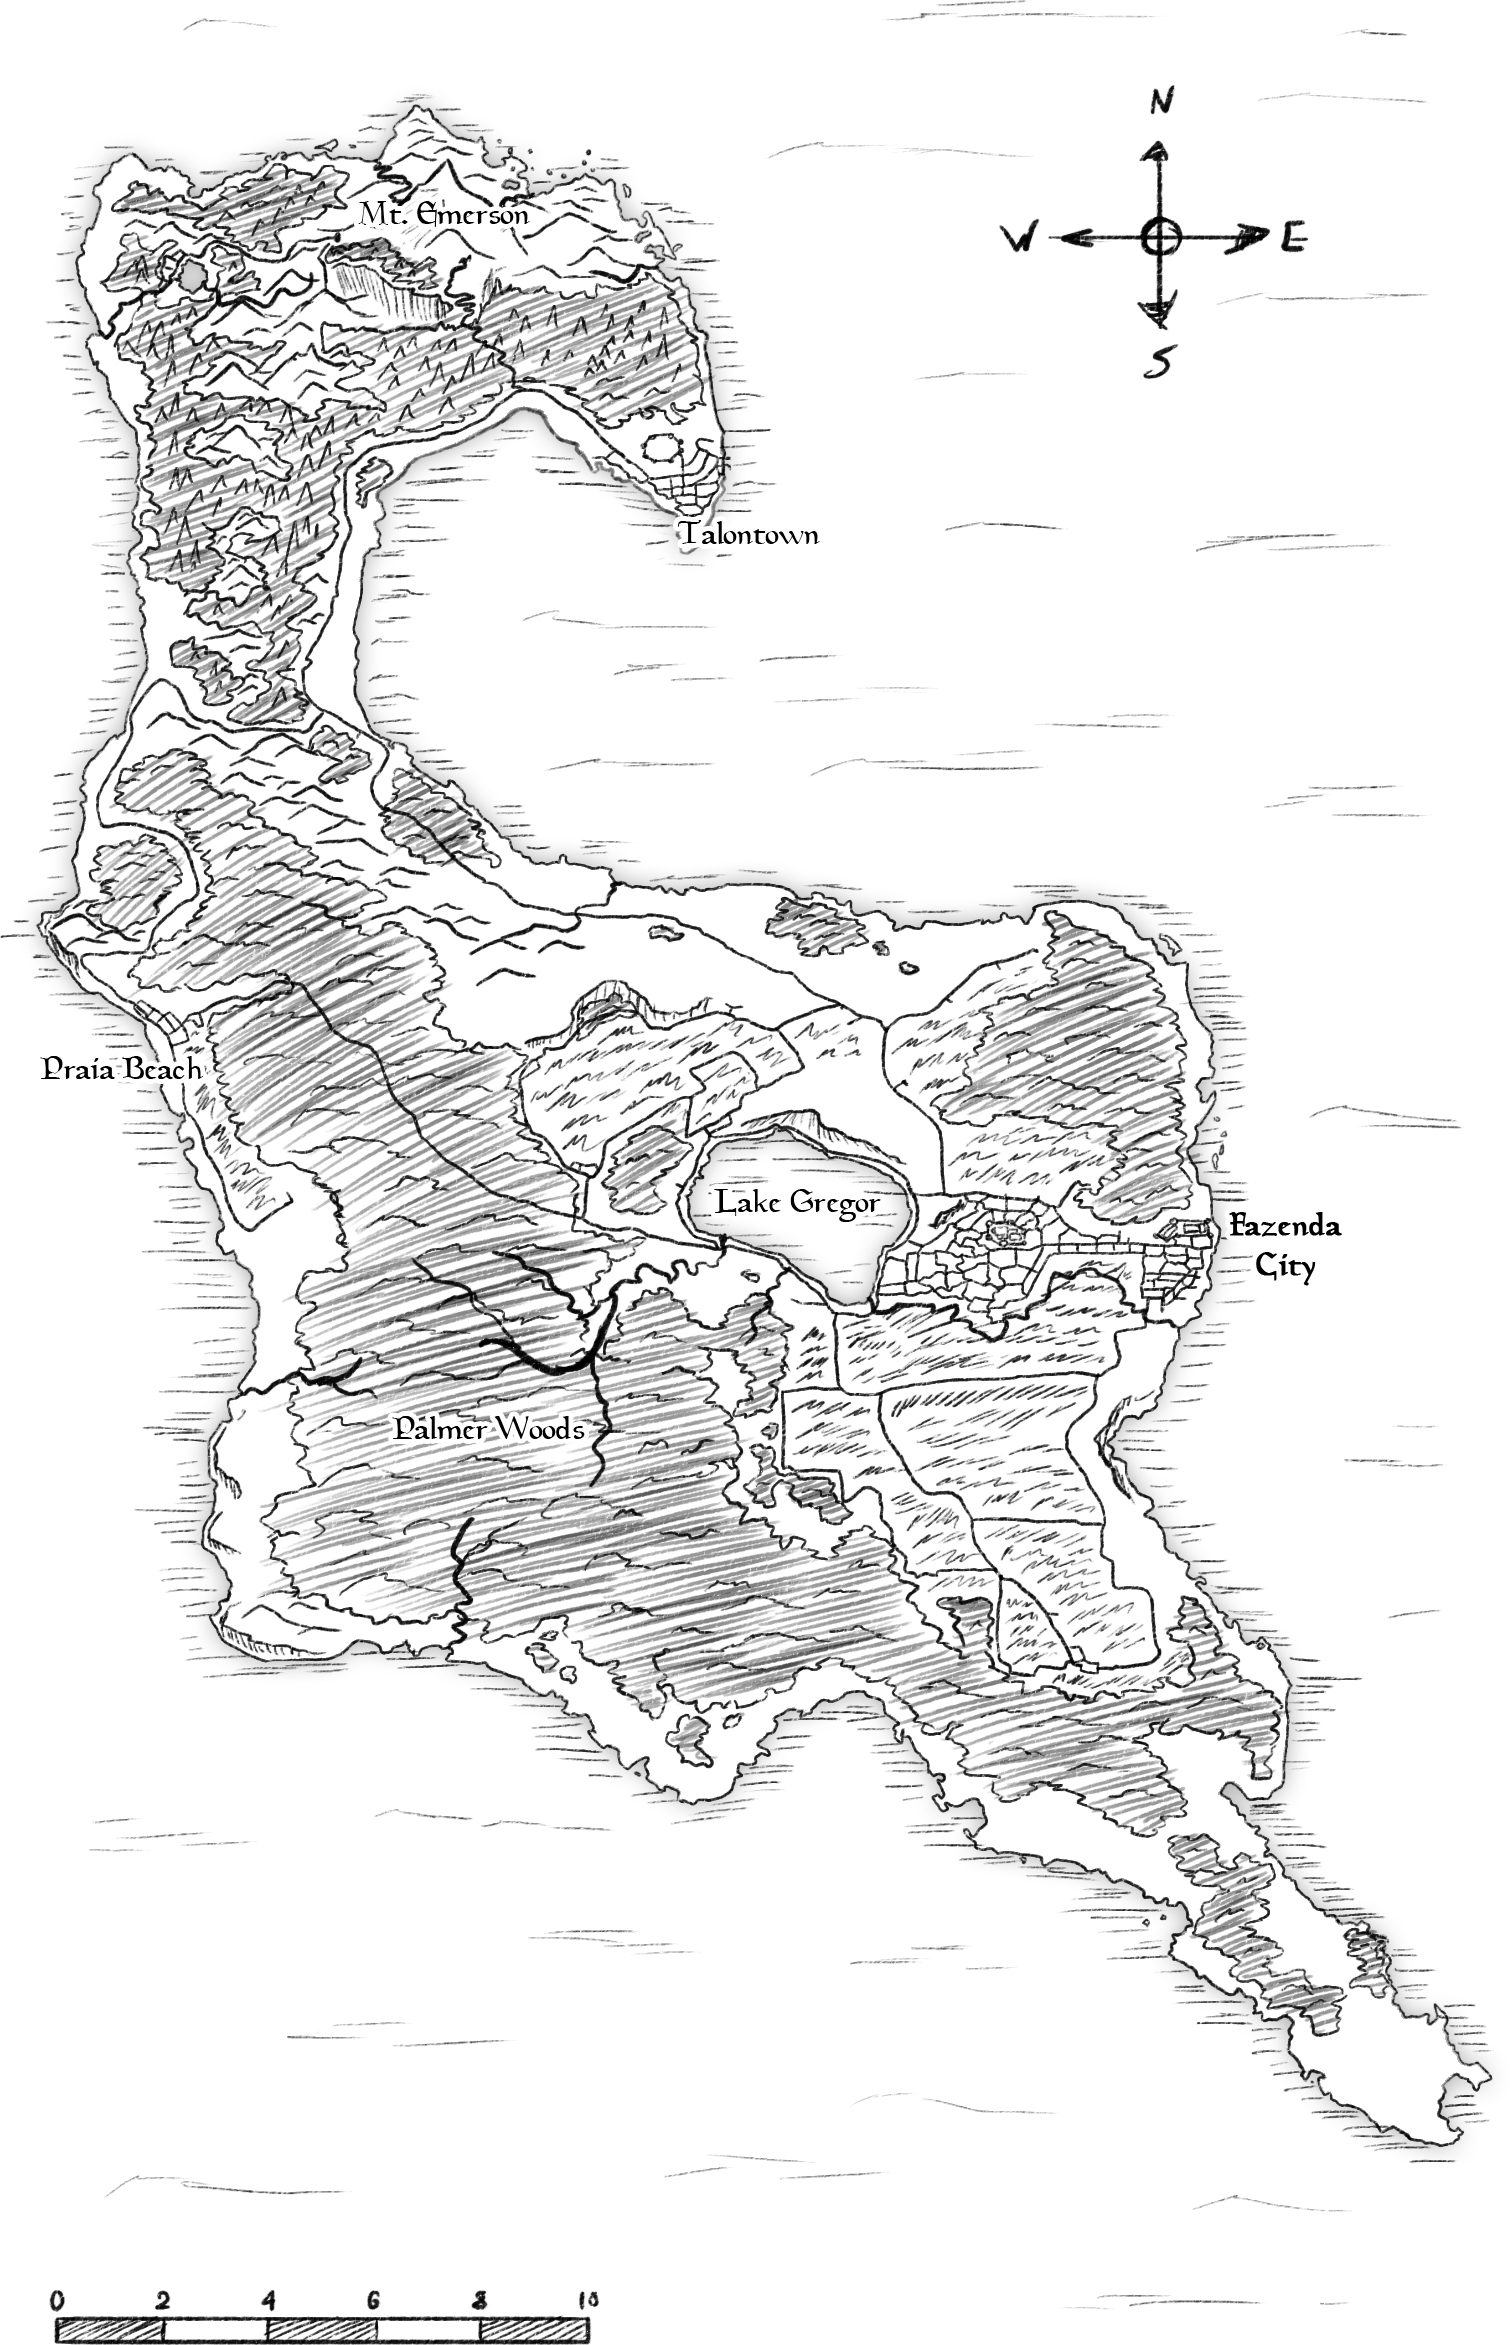 N
Mt. Emerson
W E
S
Talontown
Praia Beach
Lake Gregor
Fazenda
City
Palmer Woods
0 2 4 6 8 10